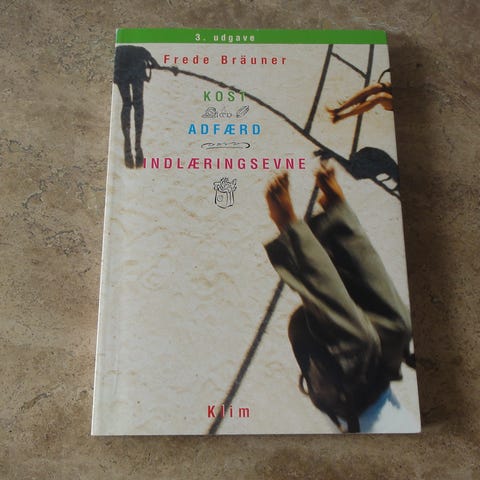 3. udgave
Frede Bräuner
KOST
ADFÆRD
INDLÆRINGSEVNE
Klim